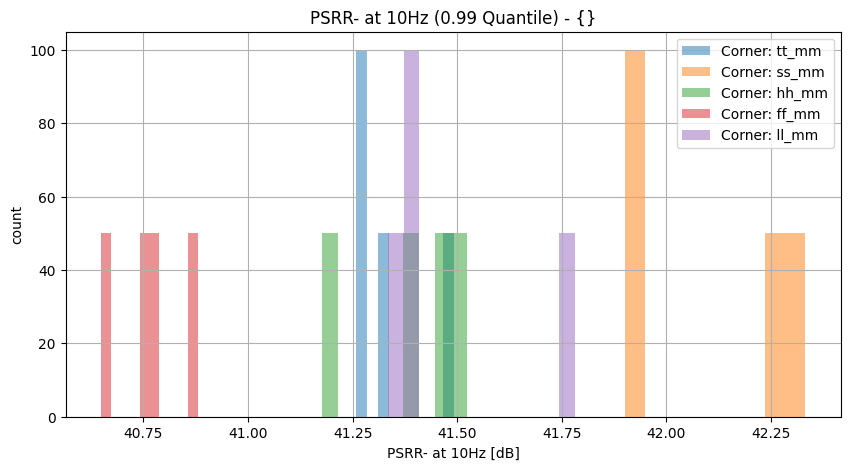 PSRR- at 10Hz (0.99 Quantile) - {}
Corner: tt_mm
Corner: ss_mm
Corner: hh_mm
Corner: ff_mm
Corner: ll_mm
count
100
80
60
40
20
0
40.75 41.00 41.25 41.50 41.75 42.00 42.25
PSRR- at 10Hz [dB]